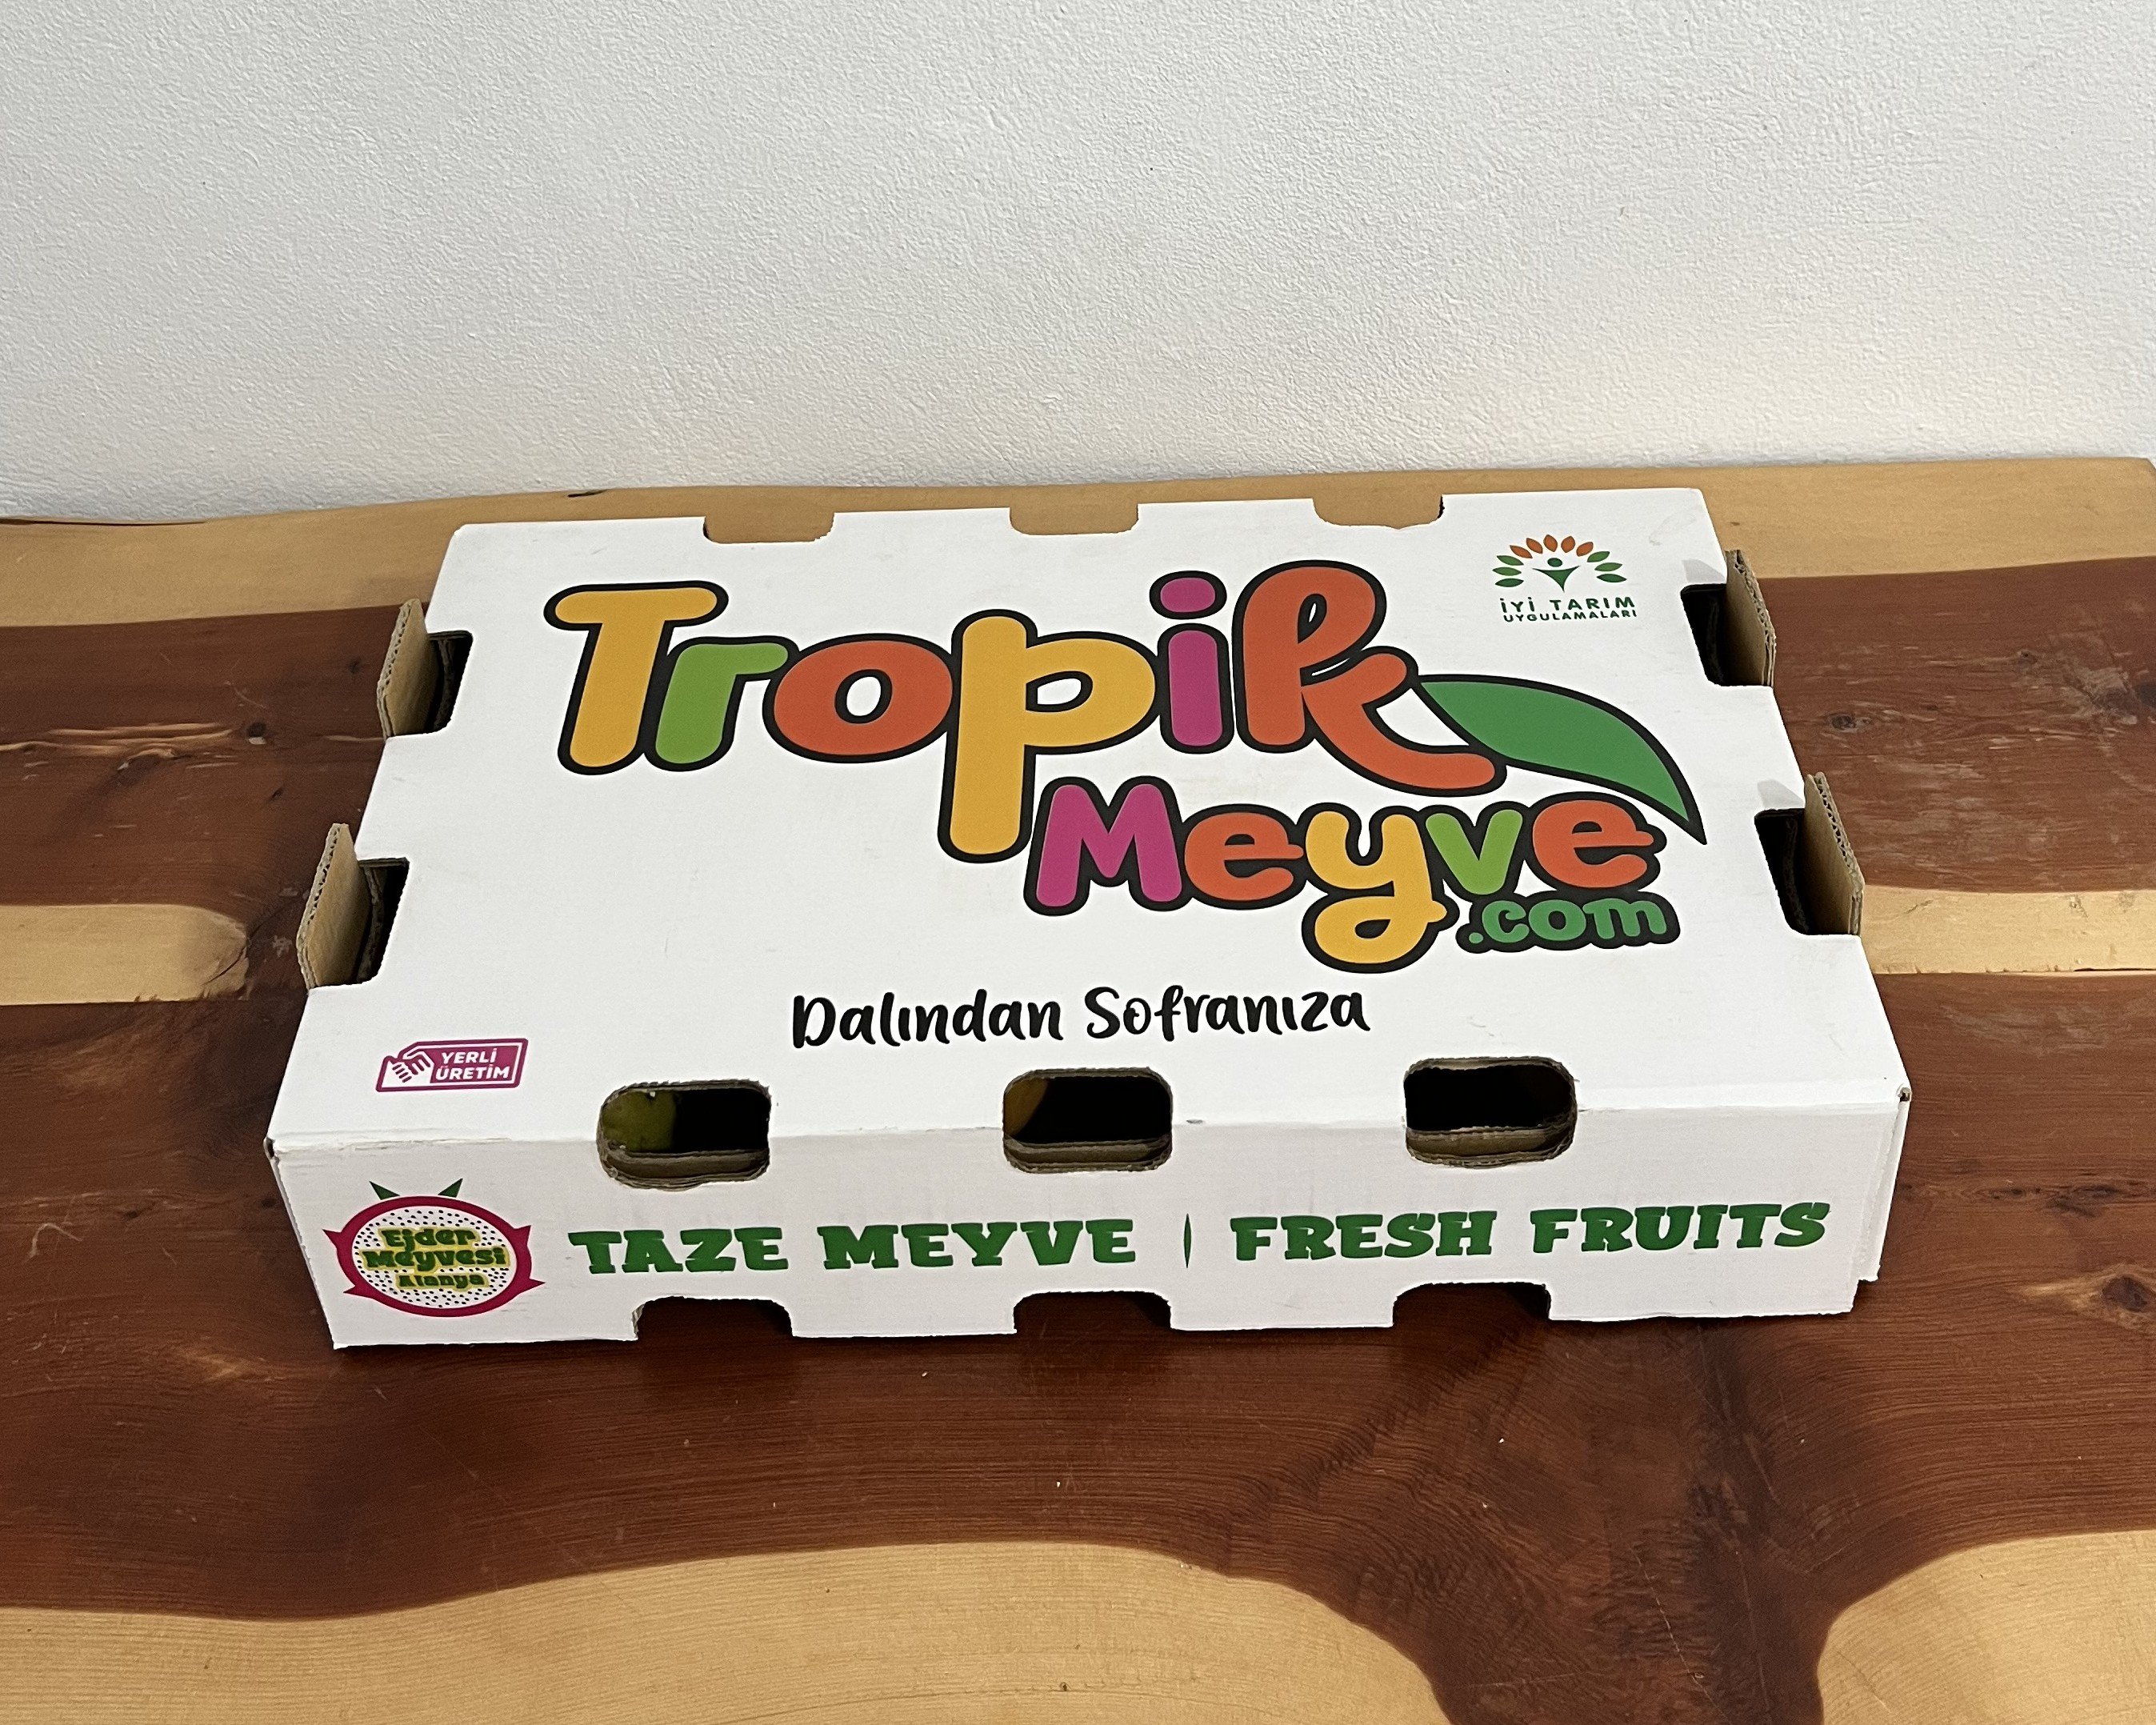 İYİ TARIM
UYGULAMALARI
Tropik
Meyve
.com
Dalından Sofranıza
YERLİ
ÜRETİM
Ejder
Meyvesi
Alanya
TAZE MEYVE | FRESH FRUITS